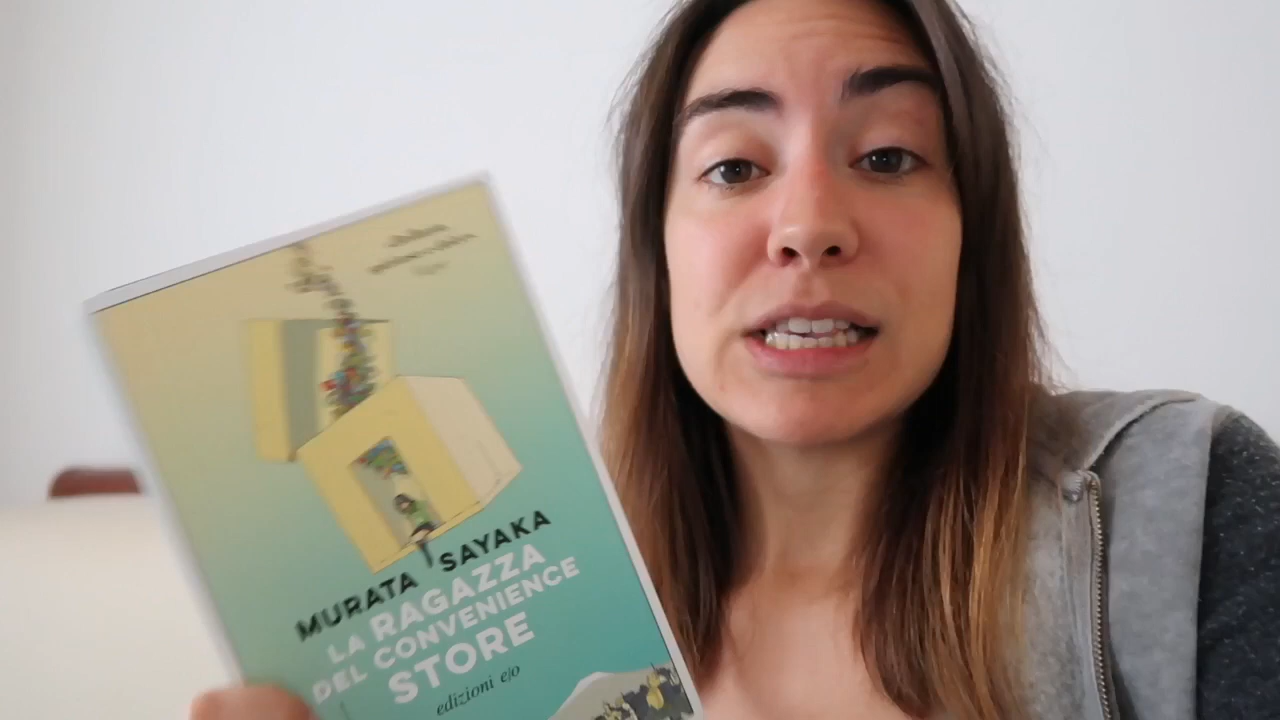 MURATA SAYAKA
LA RAGAZZA
DEL CONVENIENCE
STORE
edizioni e/o